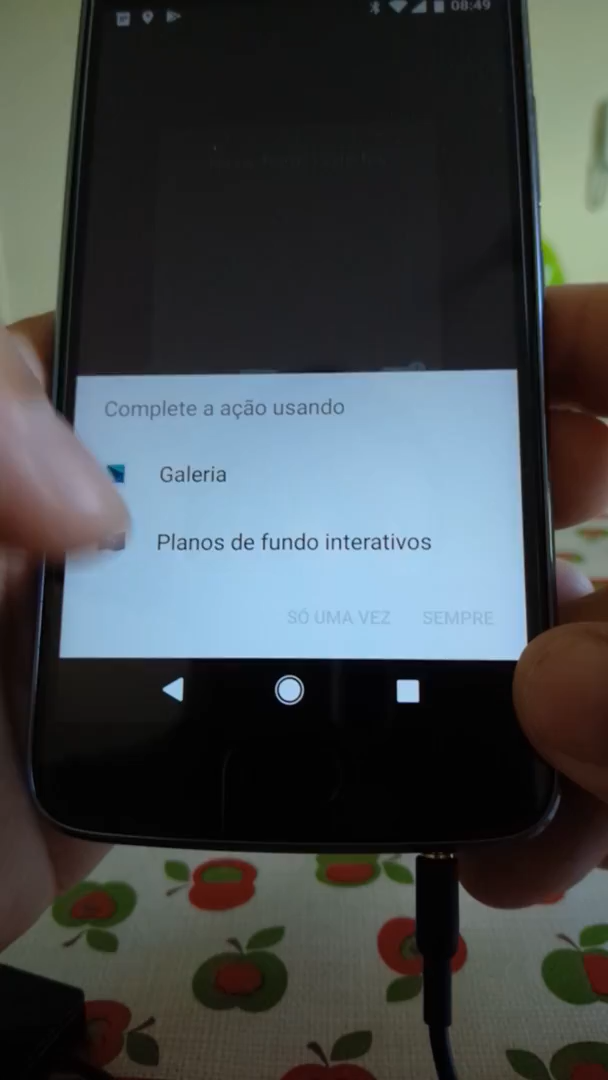 08:49
Complete a ação usando
Galeria
Planos de fundo interativos
SÓ UMA VEZ SEMPRE